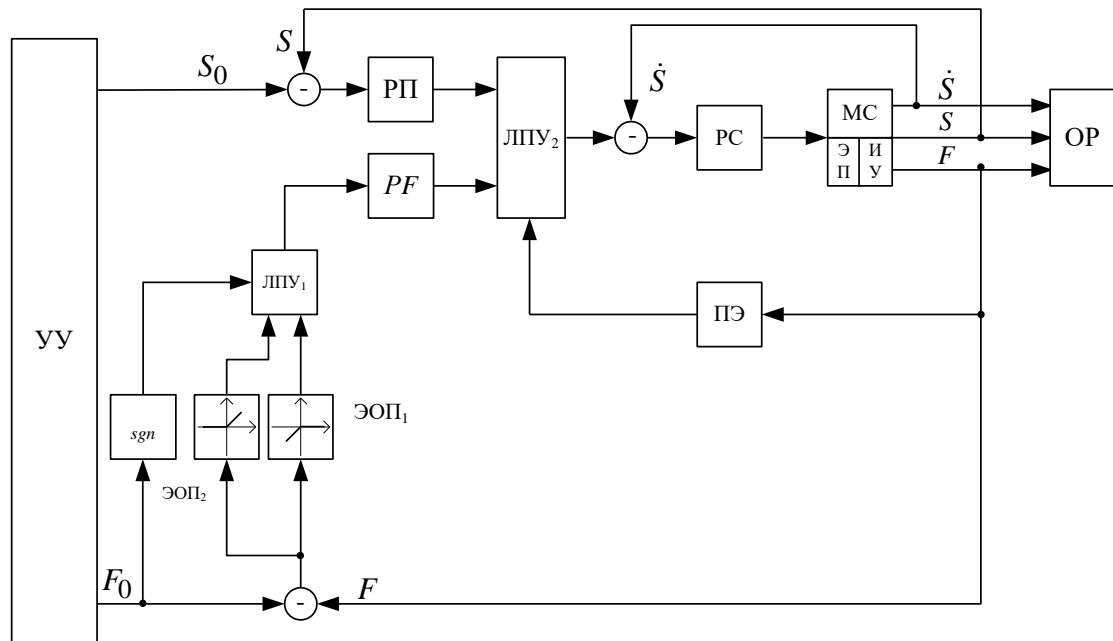 S
S₀
-
РП
ЛПУ₂
Ṡ
-
РС
МС
Э
П
И
У
Ṡ
S
F
ОР
PF
ЛПУ₁
УУ
ПЭ
sgn
ЭОП₁
ЭОП₂
F₀
-
F